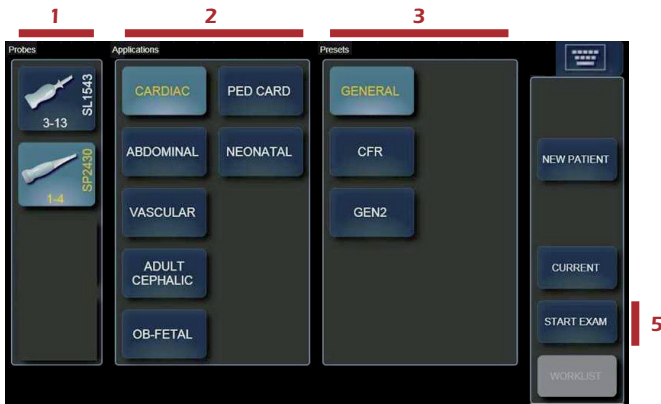 1
2
3
Probes
Applications
Presets
SL1543
3-13
SP2430
1-4
CARDIAC
PED CARD
ABDOMINAL
NEONATAL
VASCULAR
ADULT
CEPHALIC
OB-FETAL
GENERAL
CFR
GEN2
NEW PATIENT
CURRENT
START EXAM
5
WORKLIST